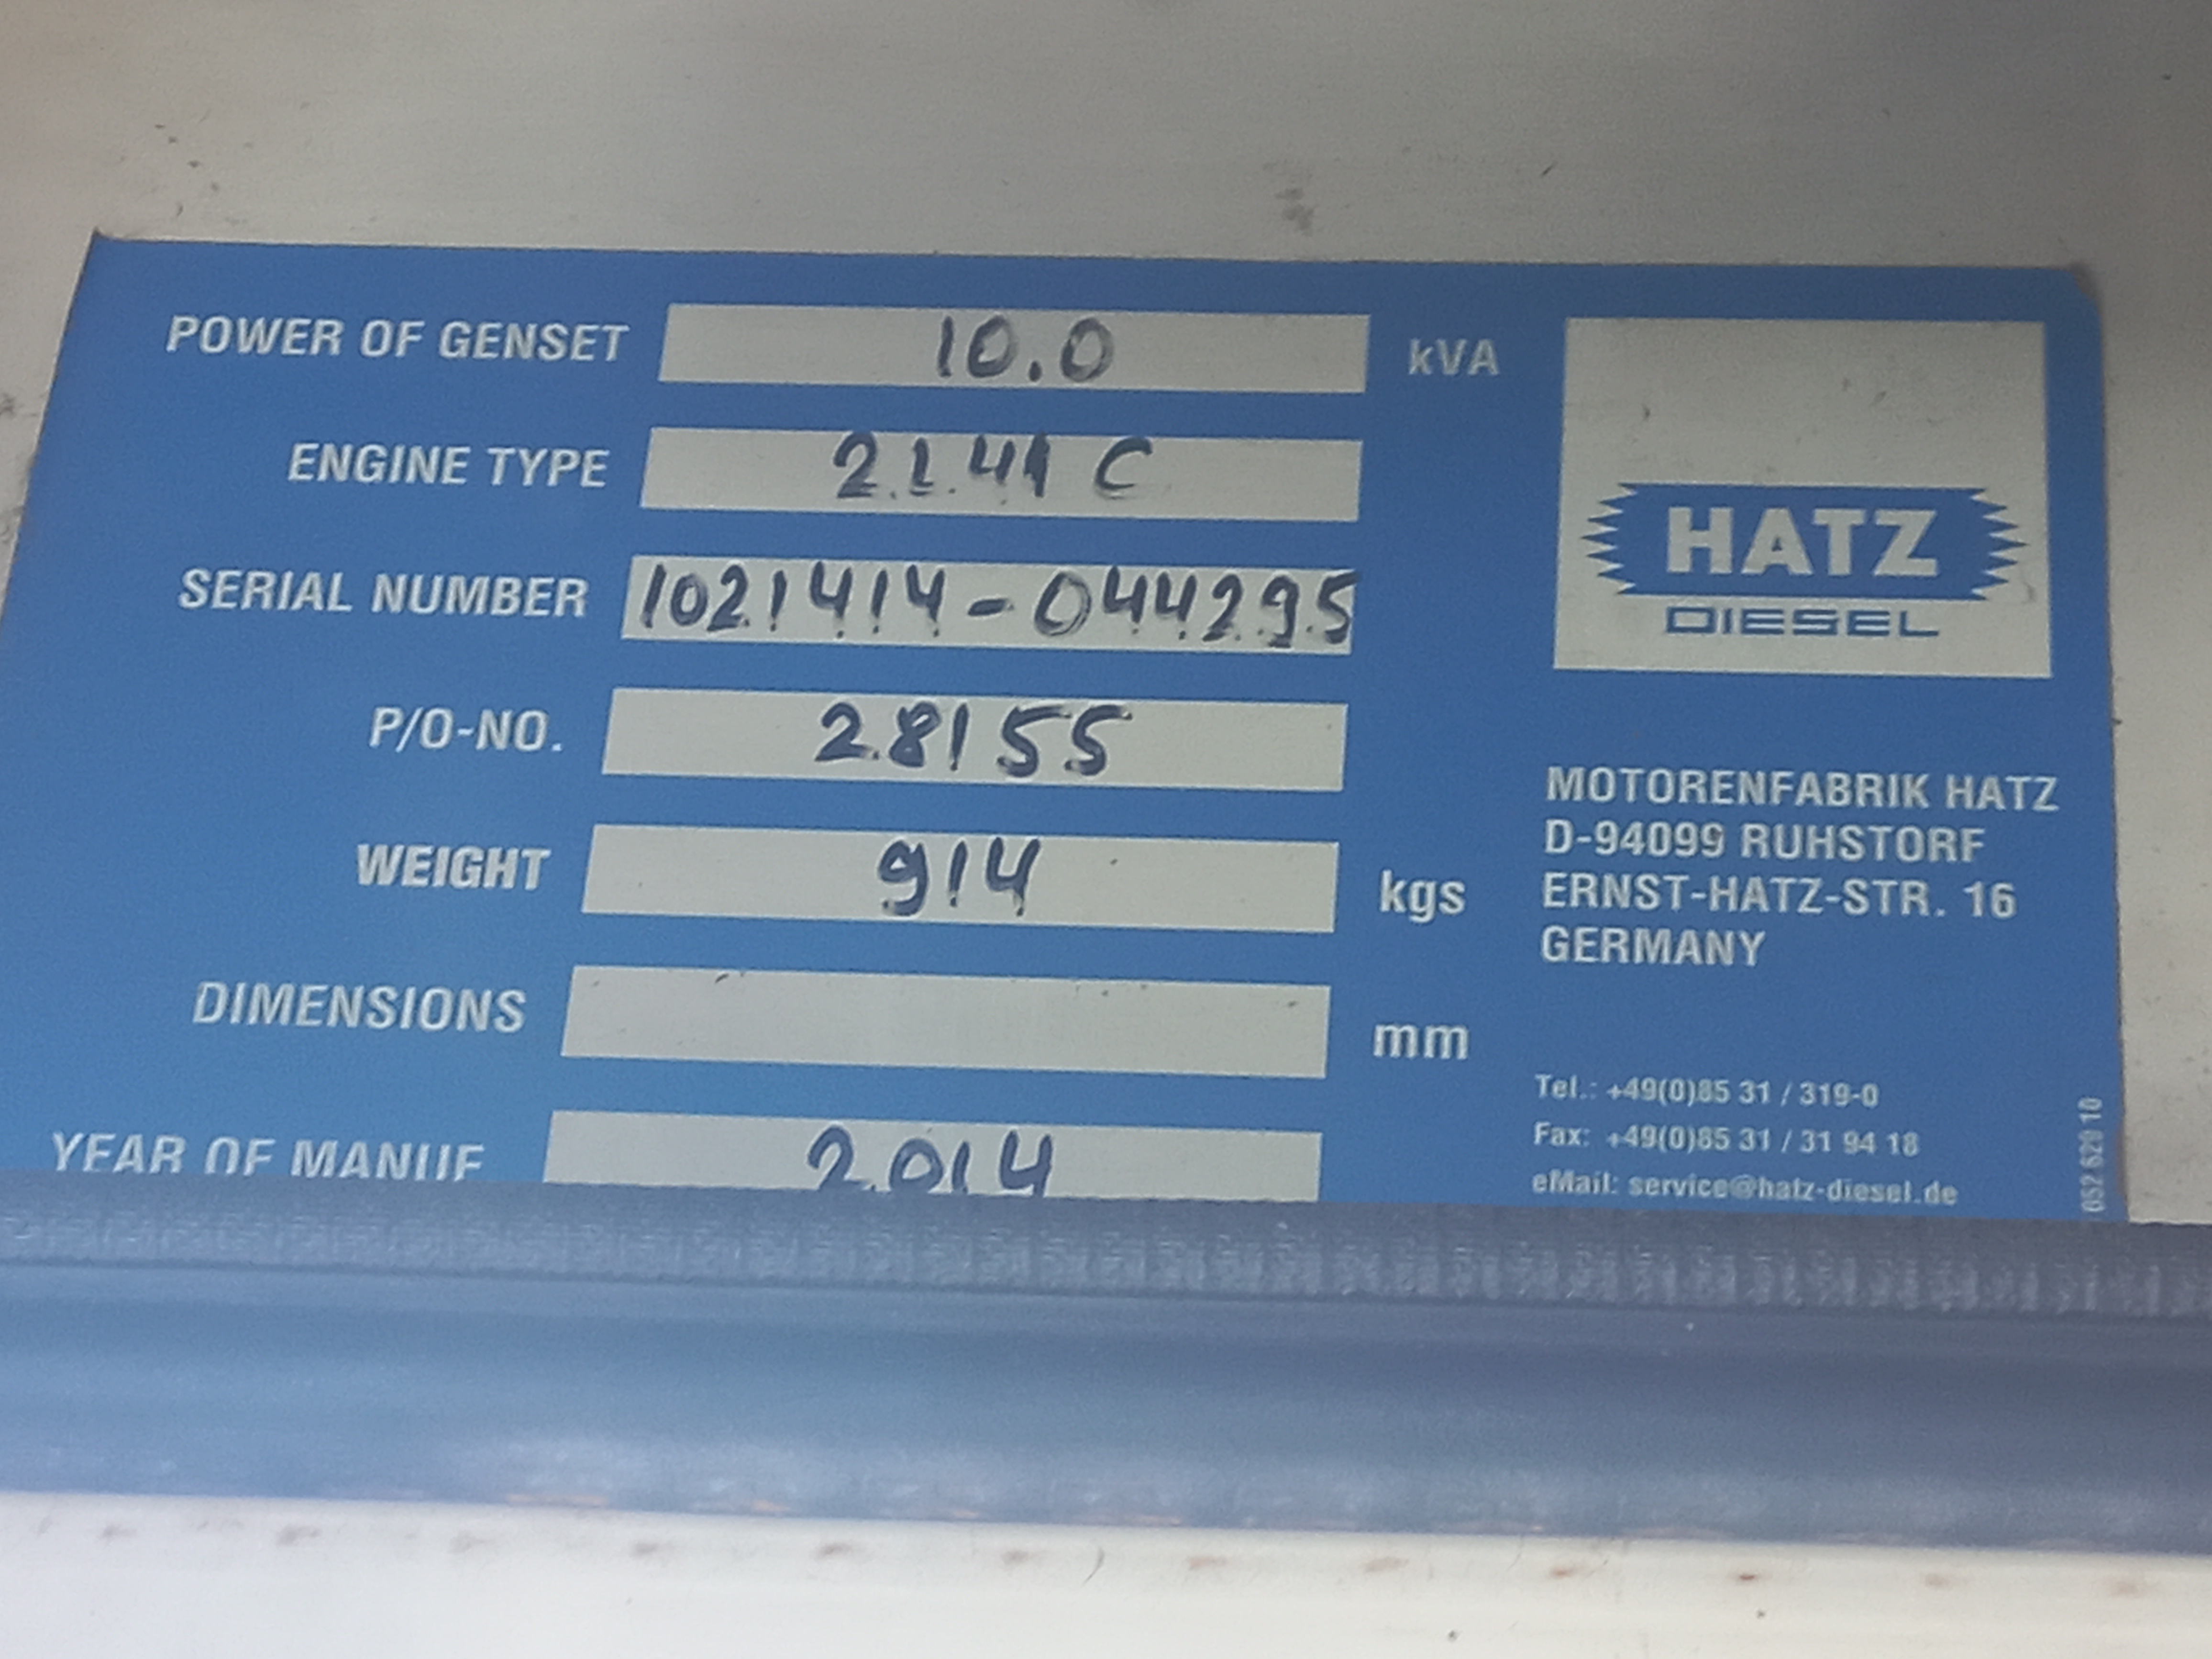 POWER OF GENSET 10.0 kVA
ENGINE TYPE 2L41C
SERIAL NUMBER 1021414-044295
P/O-NO. 28155
WEIGHT 914 kgs
DIMENSIONS mm
YEAR OF MANUF 2014
HATZ
DIESEL
MOTORENFABRIK HATZ
D-94099 RUHSTORF
ERNST-HATZ-STR. 16
GERMANY
Tel.: +49(0)85 31 / 319-0
Fax: +49(0)85 31 / 31 94 18
eMail: service@hatz-diesel.de
052 629 10